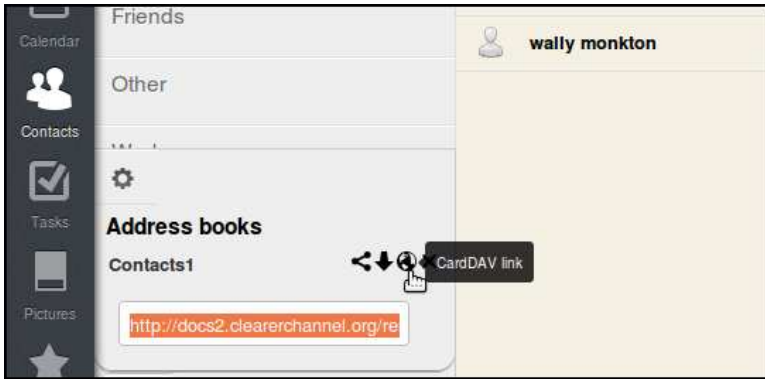 Calendar
Contacts
Tasks
Pictures
Friends
Other
Address books
Contacts1
CardDAV link
http://docs2.clearerchannel.org/re
wally monkton